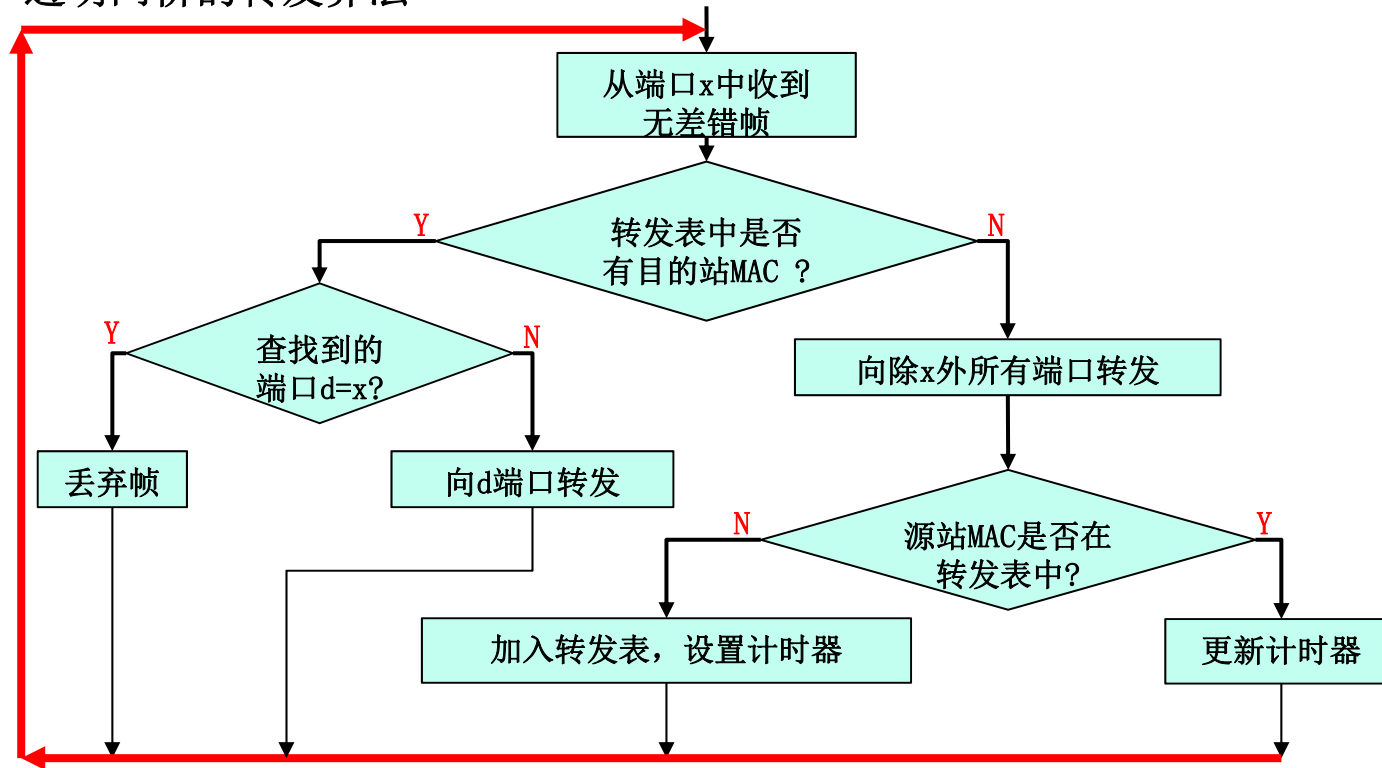 从端口x中收到
无差错帧
Y
转发表中是否
有目的站MAC ?
N
Y
查找到的
端口d=x?
N
向除x外所有端口转发
丢弃帧
向d端口转发
N
源站MAC是否在
转发表中?
Y
加入转发表，设置计时器
更新计时器